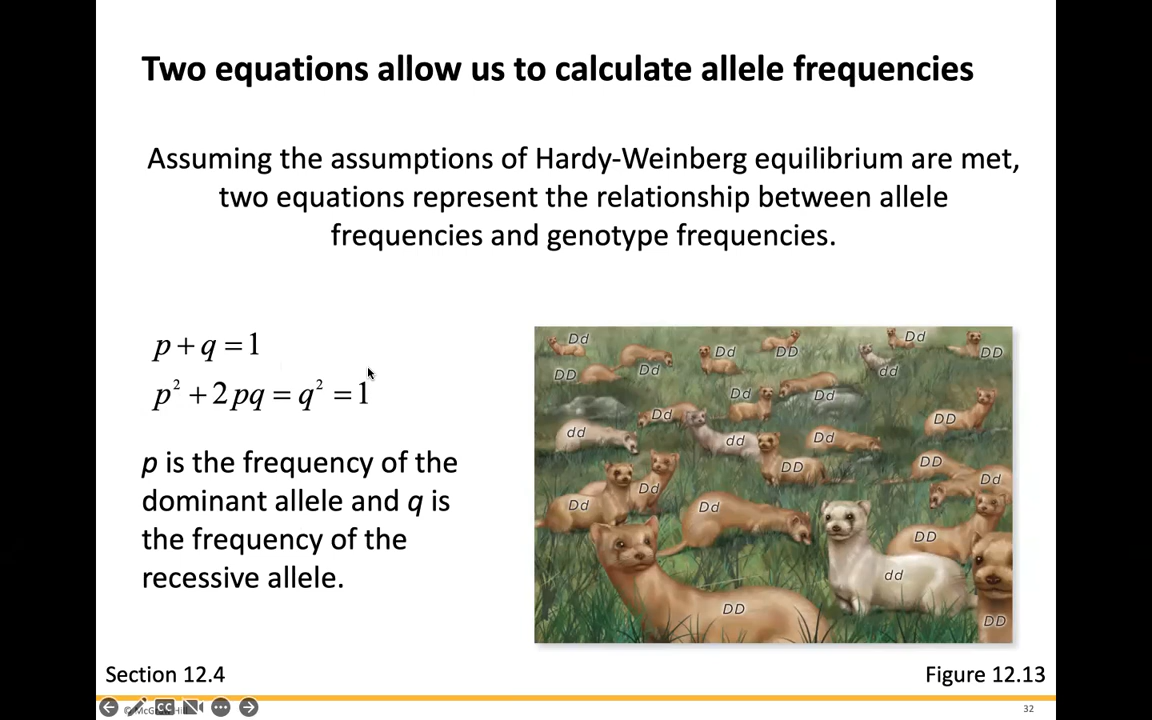 Two equations allow us to calculate allele frequencies
Assuming the assumptions of Hardy-Weinberg equilibrium are met,
two equations represent the relationship between allele
frequencies and genotype frequencies.
p + q = 1
p² + 2pq = q² = 1
p is the frequency of the
dominant allele and q is
the frequency of the
recessive allele.
Dd
Dd
DD
Dd
DD
DD
Dd
dd
Dd
Dd
Dd
DD
dd
dd
Dd
DD
DD
Dd
Dd
Dd
Dd
DD
dd
DD
DD
Section 12.4
Figure 12.13
CC
32